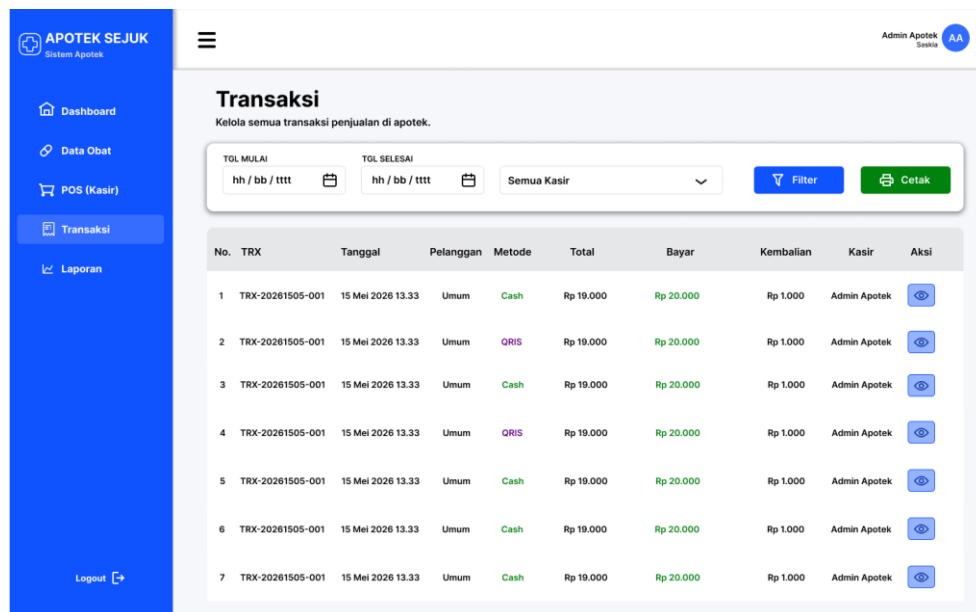 APOTEK SEJUK
Sistem Apotek
Admin Apotek
Saskia
AA
Dashboard
Data Obat
POS (Kasir)
Transaksi
Laporan
Logout
Transaksi
Kelola semua transaksi penjualan di apotek.
TGL MULAI TGL SELESAI
hh / bb / tttt hh / bb / tttt Semua Kasir Filter Cetak
No. TRX Tanggal Pelanggan Metode Total Bayar Kembalian Kasir Aksi
1 TRX-20261505-001 15 Mei 2026 13.33 Umum Cash Rp 19.000 Rp 20.000 Rp 1.000 Admin Apotek
2 TRX-20261505-001 15 Mei 2026 13.33 Umum QRIS Rp 19.000 Rp 20.000 Rp 1.000 Admin Apotek
3 TRX-20261505-001 15 Mei 2026 13.33 Umum Cash Rp 19.000 Rp 20.000 Rp 1.000 Admin Apotek
4 TRX-20261505-001 15 Mei 2026 13.33 Umum QRIS Rp 19.000 Rp 20.000 Rp 1.000 Admin Apotek
5 TRX-20261505-001 15 Mei 2026 13.33 Umum Cash Rp 19.000 Rp 20.000 Rp 1.000 Admin Apotek
6 TRX-20261505-001 15 Mei 2026 13.33 Umum Cash Rp 19.000 Rp 20.000 Rp 1.000 Admin Apotek
7 TRX-20261505-001 15 Mei 2026 13.33 Umum Cash Rp 19.000 Rp 20.000 Rp 1.000 Admin Apotek